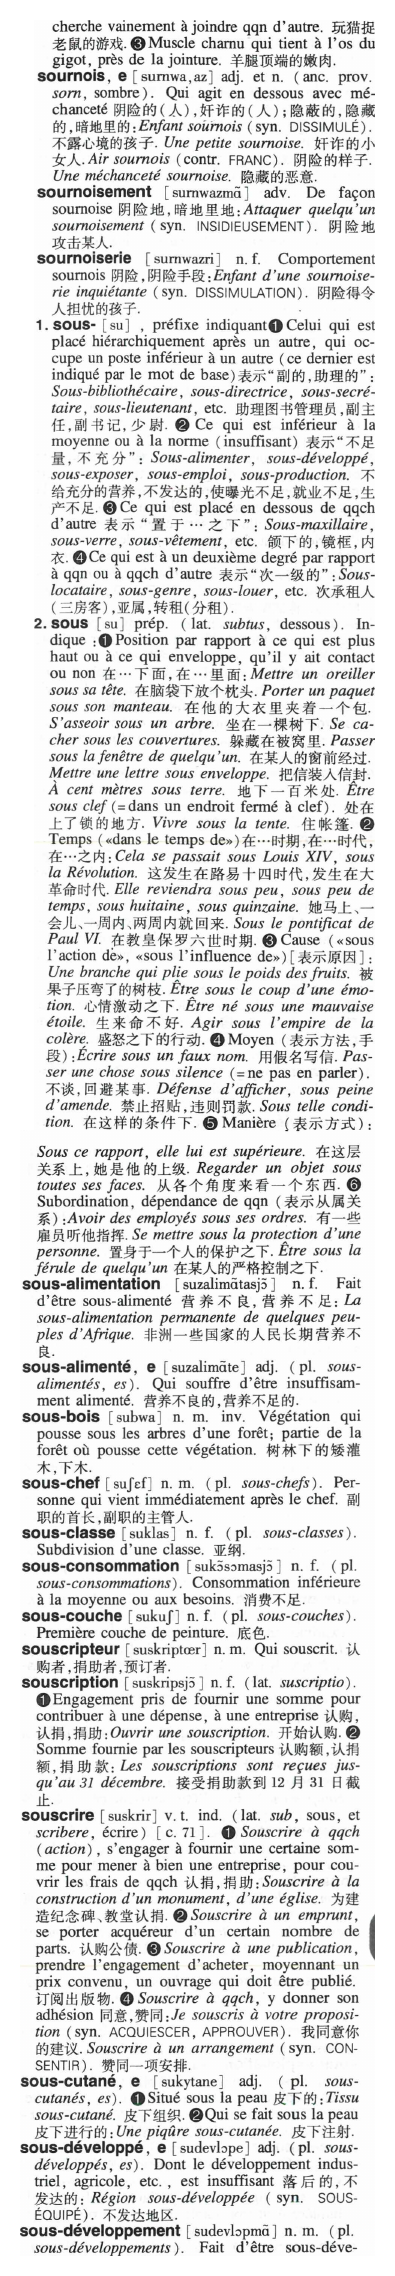 cherche vainement à joindre qqn d'autre. 玩猫捉
老鼠的游戏. ❸Muscle charnu qui tient à l'os du
gigot, près de la jointure. 羊腿顶端的嫩肉.
sournois, e [surnwa,az] adj. et n. (anc. prov.
sorn, sombre). Qui agit en dessous avec mé-
chanceté 阴险的(人),奸诈的(人);隐蔽的,隐藏
的,暗地里的:Enfant sournois (syn. DISSIMULÉ).
不露心境的孩子. Une petite sournoise. 奸诈的小
女人. Air sournois (contr. FRANC). 阴险的样子.
Une méchanceté sournoise. 隐藏的恶意.
sournoisement [surnwazmɑ̃] adv. De façon
sournoise 阴险地,暗地里地:Attaquer quelqu'un
sournoisement (syn. INSIDIEUSEMENT). 阴险地
攻击某人.
sournoiserie [surnwazri] n.f. Comportement
sournois 阴险,阴险手段:Enfant d'une sournoise-
rie inquiétante (syn. DISSIMULATION). 阴险得令
人担忧的孩子.
1. sous- [su] , préfixe indiquant❶Celui qui est
placé hiérarchiquement après un autre, qui oc-
cupe un poste inférieur à un autre (ce dernier est
indiqué par le mot de base)表示“副的,助理的”:
Sous-bibliothécaire, sous-directrice, sous-secré-
taire, sous-lieutenant, etc. 助理图书管理员,副主
任,副书记,少尉. ❷Ce qui est inférieur à la
moyenne ou à la norme (insuffisant) 表示“不足
量,不充分”: Sous-alimenter, sous-développé,
sous-exposer, sous-emploi, sous-production. 不
给充分的营养,不发达的,使曝光不足,就业不足,生
产不足. ❸Ce qui est placé en dessous de qqch
d'autre 表示“置于…之下”: Sous-maxillaire,
sous-verre, sous-vêtement, etc. 颌下的,镜框,内
衣. ❹Ce qui est à un deuxième degré par rapport
à qqn ou à qqch d'autre 表示“次一级的”:Sous-
locataire, sous-genre, sous-louer, etc. 次承租人
(三房客),亚属,转租(分租).
2. sous [su] prép. (lat. subtus, dessous). In-
dique :❶Position par rapport à ce qui est plus
haut ou à ce qui enveloppe, qu'il y ait contact
ou non 在…下面,在…里面:Mettre un oreiller
sous sa tête. 在脑袋下放个枕头. Porter un paquet
sous son manteau. 在他的大衣里夹着一个包.
S'asseoir sous un arbre. 坐在一棵树下. Se ca-
cher sous les couvertures. 躲藏在被窝里. Passer
sous la fenêtre de quelqu'un. 在某人的窗前经过.
Mettre une lettre sous enveloppe. 把信装入信封.
À cent mètres sous terre. 地下一百米处. Être
sous clef (=dans un endroit fermé à clef). 处在
上了锁的地方. Vivre sous la tente. 住帐篷. ❷
Temps («dans le temps de»)在…时期,在…时代,
在…之内:Cela se passait sous Louis XIV, sous
la Révolution. 这发生在路易十四时代,发生在大
革命时代. Elle reviendra sous peu, sous peu de
temps, sous huitaine, sous quinzaine. 她马上、一
会儿、一周内、两周内就回来. Sous le pontificat de
Paul VI. 在教皇保罗六世时期. ❸Cause («sous
l'action de», «sous l'influence de»)[表示原因]:
Une branche qui plie sous le poids des fruits. 被
果子压弯了的树枝. Être sous le coup d'une émo-
tion. 心情激动之下. Être né sous une mauvaise
étoile. 生来命不好. Agir sous l'empire de la
colère. 盛怒之下的行动. ❹Moyen (表示方法,手
段):Écrire sous un faux nom. 用假名写信. Pas-
ser une chose sous silence (=ne pas en parler).
不谈,回避某事. Défense d'afficher, sous peine
d'amende. 禁止招贴,违则罚款. Sous telle condi-
tion. 在这样的条件下. ❺Manière (表示方式):
Sous ce rapport, elle lui est supérieure. 在这层
关系上,她是他的上级. Regarder un objet sous
toutes ses faces. 从各个角度来看一个东西. ❻
Subordination, dépendance de qqn (表示从属关
系):Avoir des employés sous ses ordres. 有一些
雇员听他指挥. Se mettre sous la protection d'une
personne. 置身于一个人的保护之下. Être sous la
férule de quelqu'un 在某人的严格控制之下.
sous-alimentation [suzalimɑ̃tasjɔ̃] n.f. Fait
d'être sous-alimenté 营养不良,营养不足: La
sous-alimentation permanente de quelques peu-
ples d'Afrique. 非洲一些国家的人民长期营养不
良.
sous-alimenté, e [suzalimɑ̃te] adj. (pl. sous-
alimentés, es). Qui souffre d'être insuffisam-
ment alimenté. 营养不良的,营养不足的.
sous-bois [subwa] n. m. inv. Végétation qui
pousse sous les arbres d'une forêt; partie de la
forêt où pousse cette végétation. 树林下的矮灌
木,下木.
sous-chef [suʃɛf] n. m. (pl. sous-chefs). Per-
sonne qui vient immédiatement après le chef. 副
职的首长,副职的主管人.
sous-classe [suklas] n. f. (pl. sous-classes).
Subdivision d'une classe. 亚纲.
sous-consommation [sukɔ̃sɔmasjɔ̃] n. f. (pl.
sous-consommations). Consommation inférieure
à la moyenne ou aux besoins. 消费不足.
sous-couche [sukuʃ] n. f. (pl. sous-couches).
Première couche de peinture. 底色.
souscripteur [suskriptœr] n. m. Qui souscrit. 认
购者,捐助者,预订者.
souscription [suskripsjɔ̃] n. f. (lat. suscriptio).
❶Engagement pris de fournir une somme pour
contribuer à une dépense, à une entreprise 认购,
认捐,捐助:Ouvrir une souscription. 开始认购. ❷
Somme fournie par les souscripteurs 认购额,认捐
额,捐助款: Les souscriptions sont reçues jus-
qu'au 31 décembre. 接受捐助款到 12 月 31 日截
止.
souscrire [suskrir] v. t. ind. (lat. sub, sous, et
scribere, écrire) [c. 71]. ❶ Souscrire à qqch
(action), s'engager à fournir une certaine som-
me pour mener à bien une entreprise, pour cou-
vrir les frais de qqch 认捐,捐助:Souscrire à la
construction d'un monument, d'une église. 为建
造纪念碑、教堂认捐. ❷Souscrire à un emprunt,
se porter acquéreur d'un certain nombre de
parts. 认购公债. ❸Souscrire à une publication,
prendre l'engagement d'acheter, moyennant un
prix convenu, un ouvrage qui doit être publié.
订阅出版物. ❹Souscrire à qqch, y donner son
adhésion 同意,赞同:Je souscris à votre proposi-
tion (syn. ACQUIESCER, APPROUVER). 我同意你
的建议. Souscrire à un arrangement (syn. CON-
SENTIR). 赞同一项安排.
sous-cutané, e [sukytane] adj. (pl. sous-
cutanés, es). ❶Situé sous la peau 皮下的:Tissu
sous-cutané. 皮下组织. ❷Qui se fait sous la peau
皮下进行的:Une piqûre sous-cutanée. 皮下注射.
sous-développé, e [sudevlɔpe] adj. (pl. sous-
développés, es). Dont le développement indus-
triel, agricole, etc., est insuffisant 落后的,不
发达的: Région sous-développée (syn. SOUS-
ÉQUIPÉ). 不发达地区.
sous-développement [sudevlɔpmɑ̃] n. m. (pl.
sous-développements). Fait d'être sous-déve-